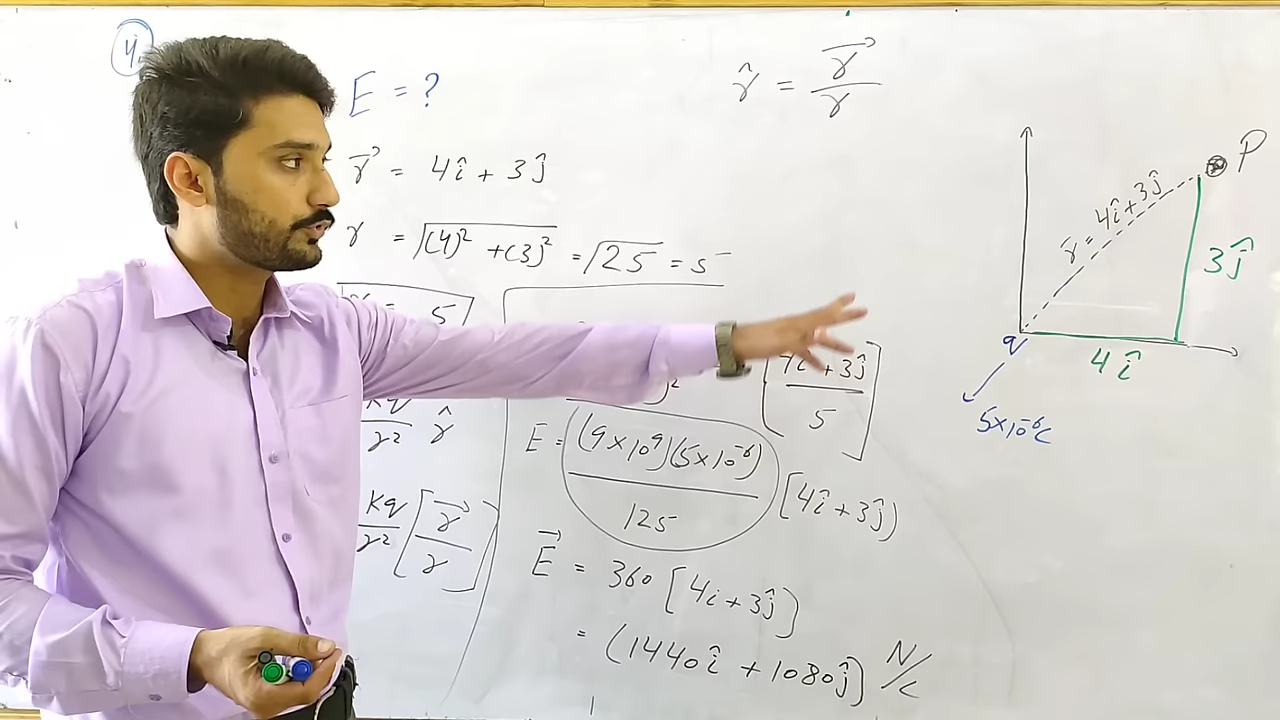 4.
E = ?
r⃗ = 4î + 3ĵ
r = √(4)² + (3)² = √25 = 5
5
kq/r² r̂
kq/r² [r⃗/r]
r̂ = r⃗/r
[4î + 3ĵ/5]
E = (9×10⁹)(5×10⁻⁶)/125 [4î + 3ĵ)
E⃗ = 360 [4i + 3ĵ)
= (1440î + 1080ĵ) N/C
P
r⃗ = 4î + 3ĵ
3ĵ
q
4î
5×10⁻⁶C